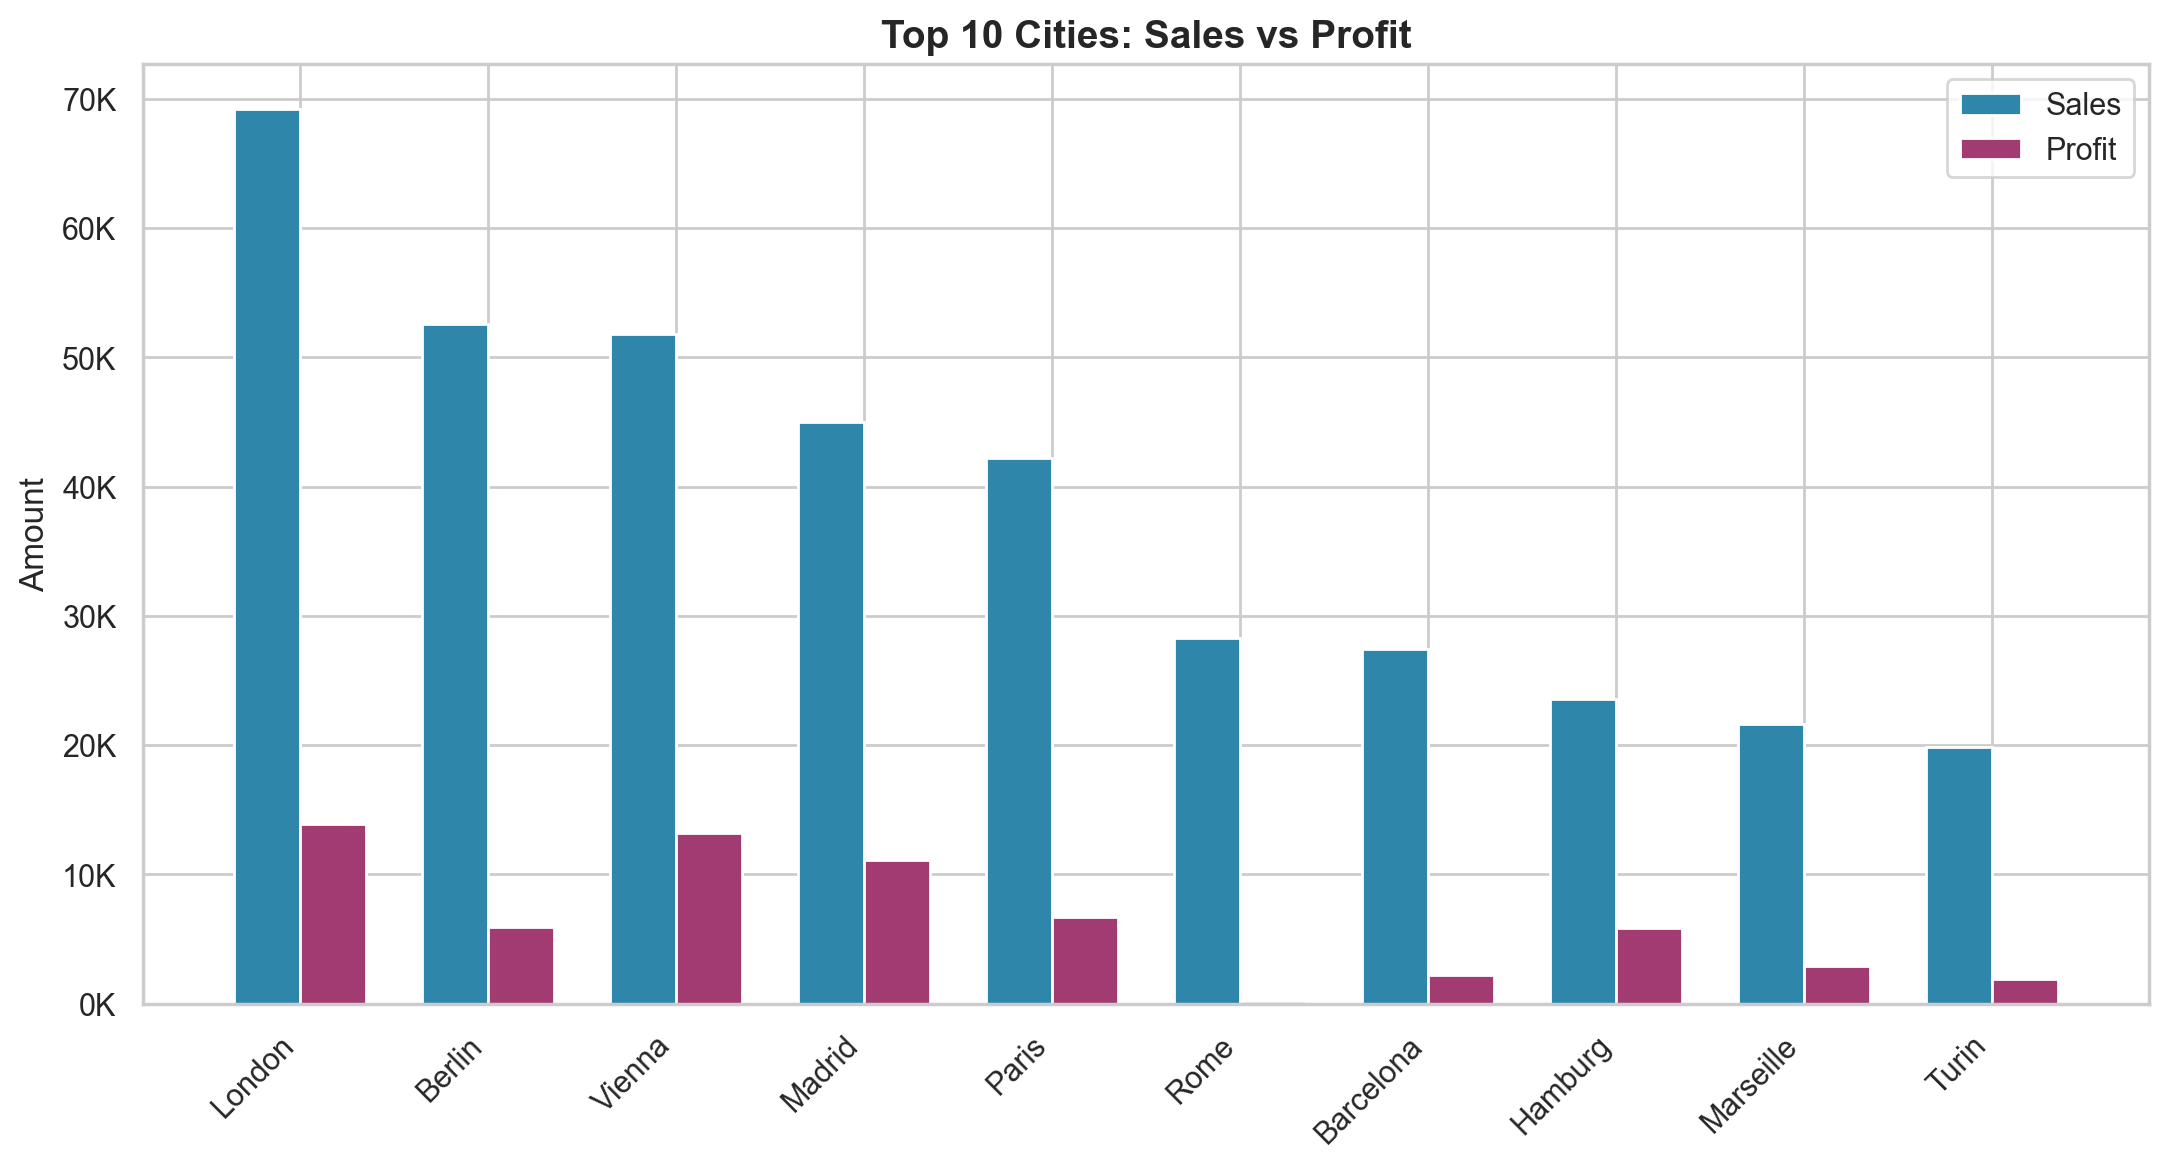 Top 10 Cities: Sales vs Profit
Sales
Profit
Amount
70K
60K
50K
40K
30K
20K
10K
0K
London
Berlin
Vienna
Madrid
Paris
Rome
Barcelona
Hamburg
Marseille
Turin